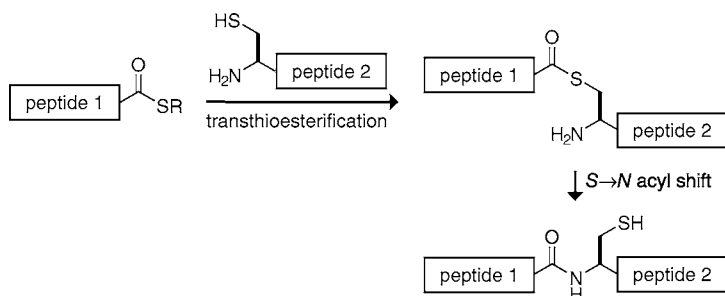 peptide 1
O
SR
HS
H2N
peptide 2
transthioesterification
peptide 1
O
S
H2N
peptide 2
S→N acyl shift
peptide 1
O
N
H
SH
peptide 2